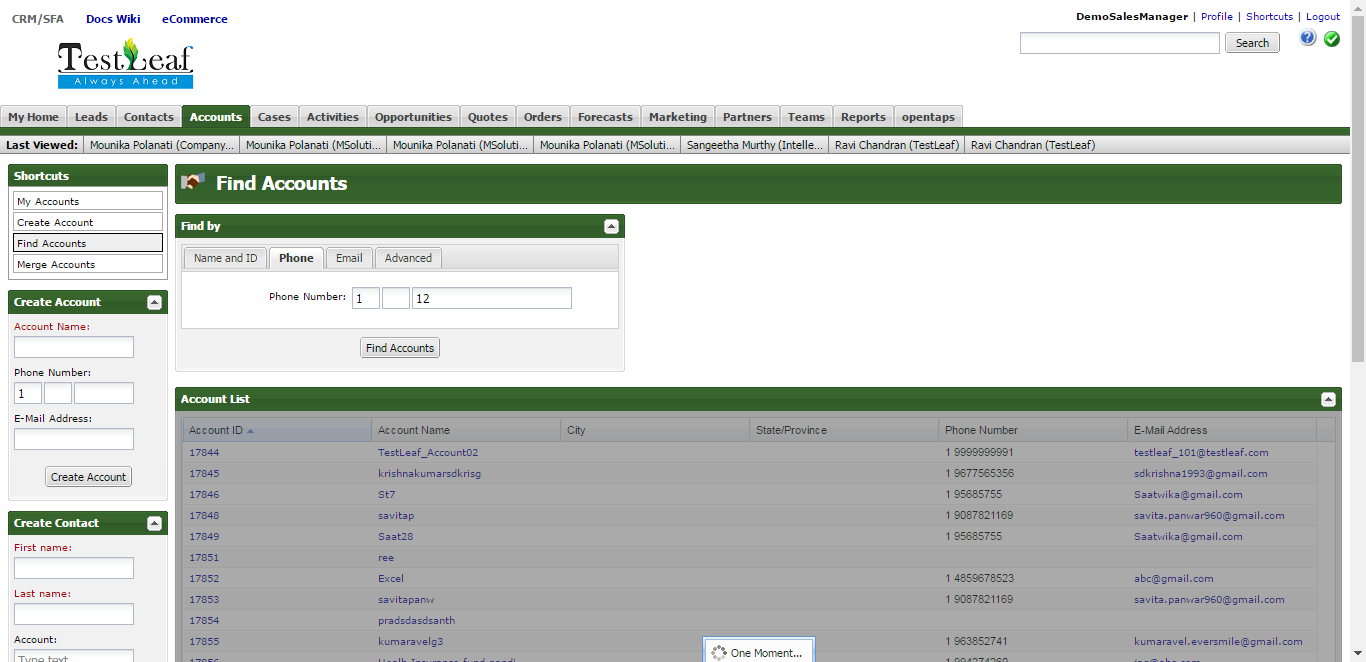 CRM/SFA Docs Wiki eCommerce
DemoSalesManager | Profile | Shortcuts | Logout
TestLeaf
Always Ahead
Search
My Home Leads Contacts Accounts Cases Activities Opportunities Quotes Orders Forecasts Marketing Partners Teams Reports opentaps
Last Viewed: Mounika Polanati (Company... Mounika Polanati (MSoluti... Mounika Polanati (MSoluti... Mounika Polanati (MSoluti... Sangeetha Murthy (Intelle... Ravi Chandran (TestLeaf) Ravi Chandran (TestLeaf)
Shortcuts
My Accounts
Create Account
Find Accounts
Merge Accounts
Create Account
Account Name:
Phone Number:
1
E-Mail Address:
Create Account
Create Contact
First name:
Last name:
Account:
Type text
Find Accounts
Find by
Name and ID Phone Email Advanced
Phone Number: 1 12
Find Accounts
Account List
Account ID Account Name City State/Province Phone Number E-Mail Address
17844 TestLeaf_Account02 1 9999999991 testleaf_101@testleaf.com
17845 krishnakumarsdkrisg 1 9677565356 sdkrishna1993@gmail.com
17846 St7 1 95685755 Saatwika@gmail.com
17848 savitap 1 9087821169 savita.panwar960@gmail.com
17849 Saat28 1 95685755 Saatwika@gmail.com
17851 ree
17852 Excel 1 4859678523 abc@gmail.com
17853 savitapanw 1 9087821169 savita.panwar960@gmail.com
17854 pradsdasdsanth
17855 kumaravelg3 1 963852741 kumaravel.eversmile@gmail.com
One Moment...